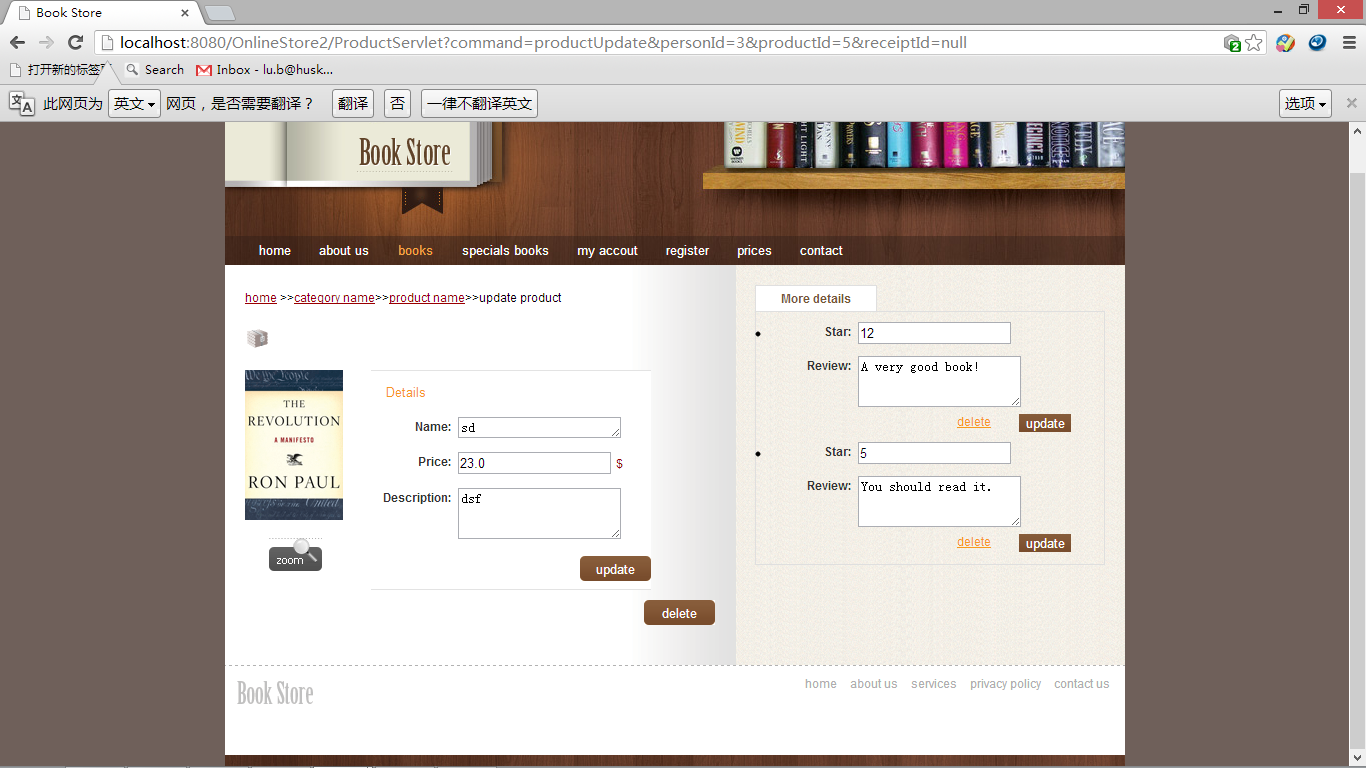 Book Store
localhost:8080/OnlineStore2/ProductServlet?command=productUpdate&personId=3&productId=5&receiptId=null
打开新的标签 Search Inbox - lu.b@husk...
此网页为 英文 网页，是否需要翻译？ 翻译 否 一律不翻译英文 选项
Book Store
home about us books specials books my accout register prices contact
home >>category name>>product name>>update product
THE
REVOLUTION
A MANIFESTO
RON PAUL
zoom
Details
Name: sd
Price: 23.0 $
Description: dsf
update
delete
More details
Star: 12
Review: A very good book!
delete update
Star: 5
Review: You should read it.
delete update
Book Store
home about us services privacy policy contact us